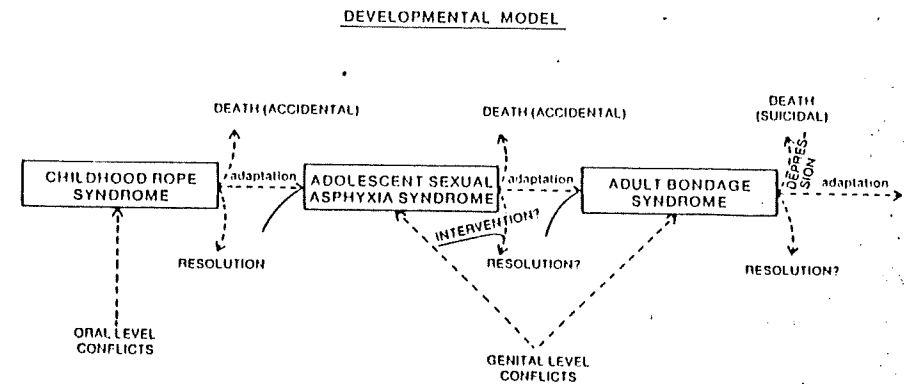 DEVELOPMENTAL MODEL
DEATH (ACCIDENTAL)
DEATH (ACCIDENTAL)
DEATH
(SUICIDAL)
CHILDHOOD ROPE
SYNDROME
adaptation
ADOLESCENT SEXUAL
ASPHYXIA SYNDROME
adaptation
ADULT BONDAGE
SYNDROME
DEPRES-
SION
adaptation
INTERVENTION?
RESOLUTION
RESOLUTION?
RESOLUTION?
ORAL LEVEL
CONFLICTS
GENITAL LEVEL
CONFLICTS